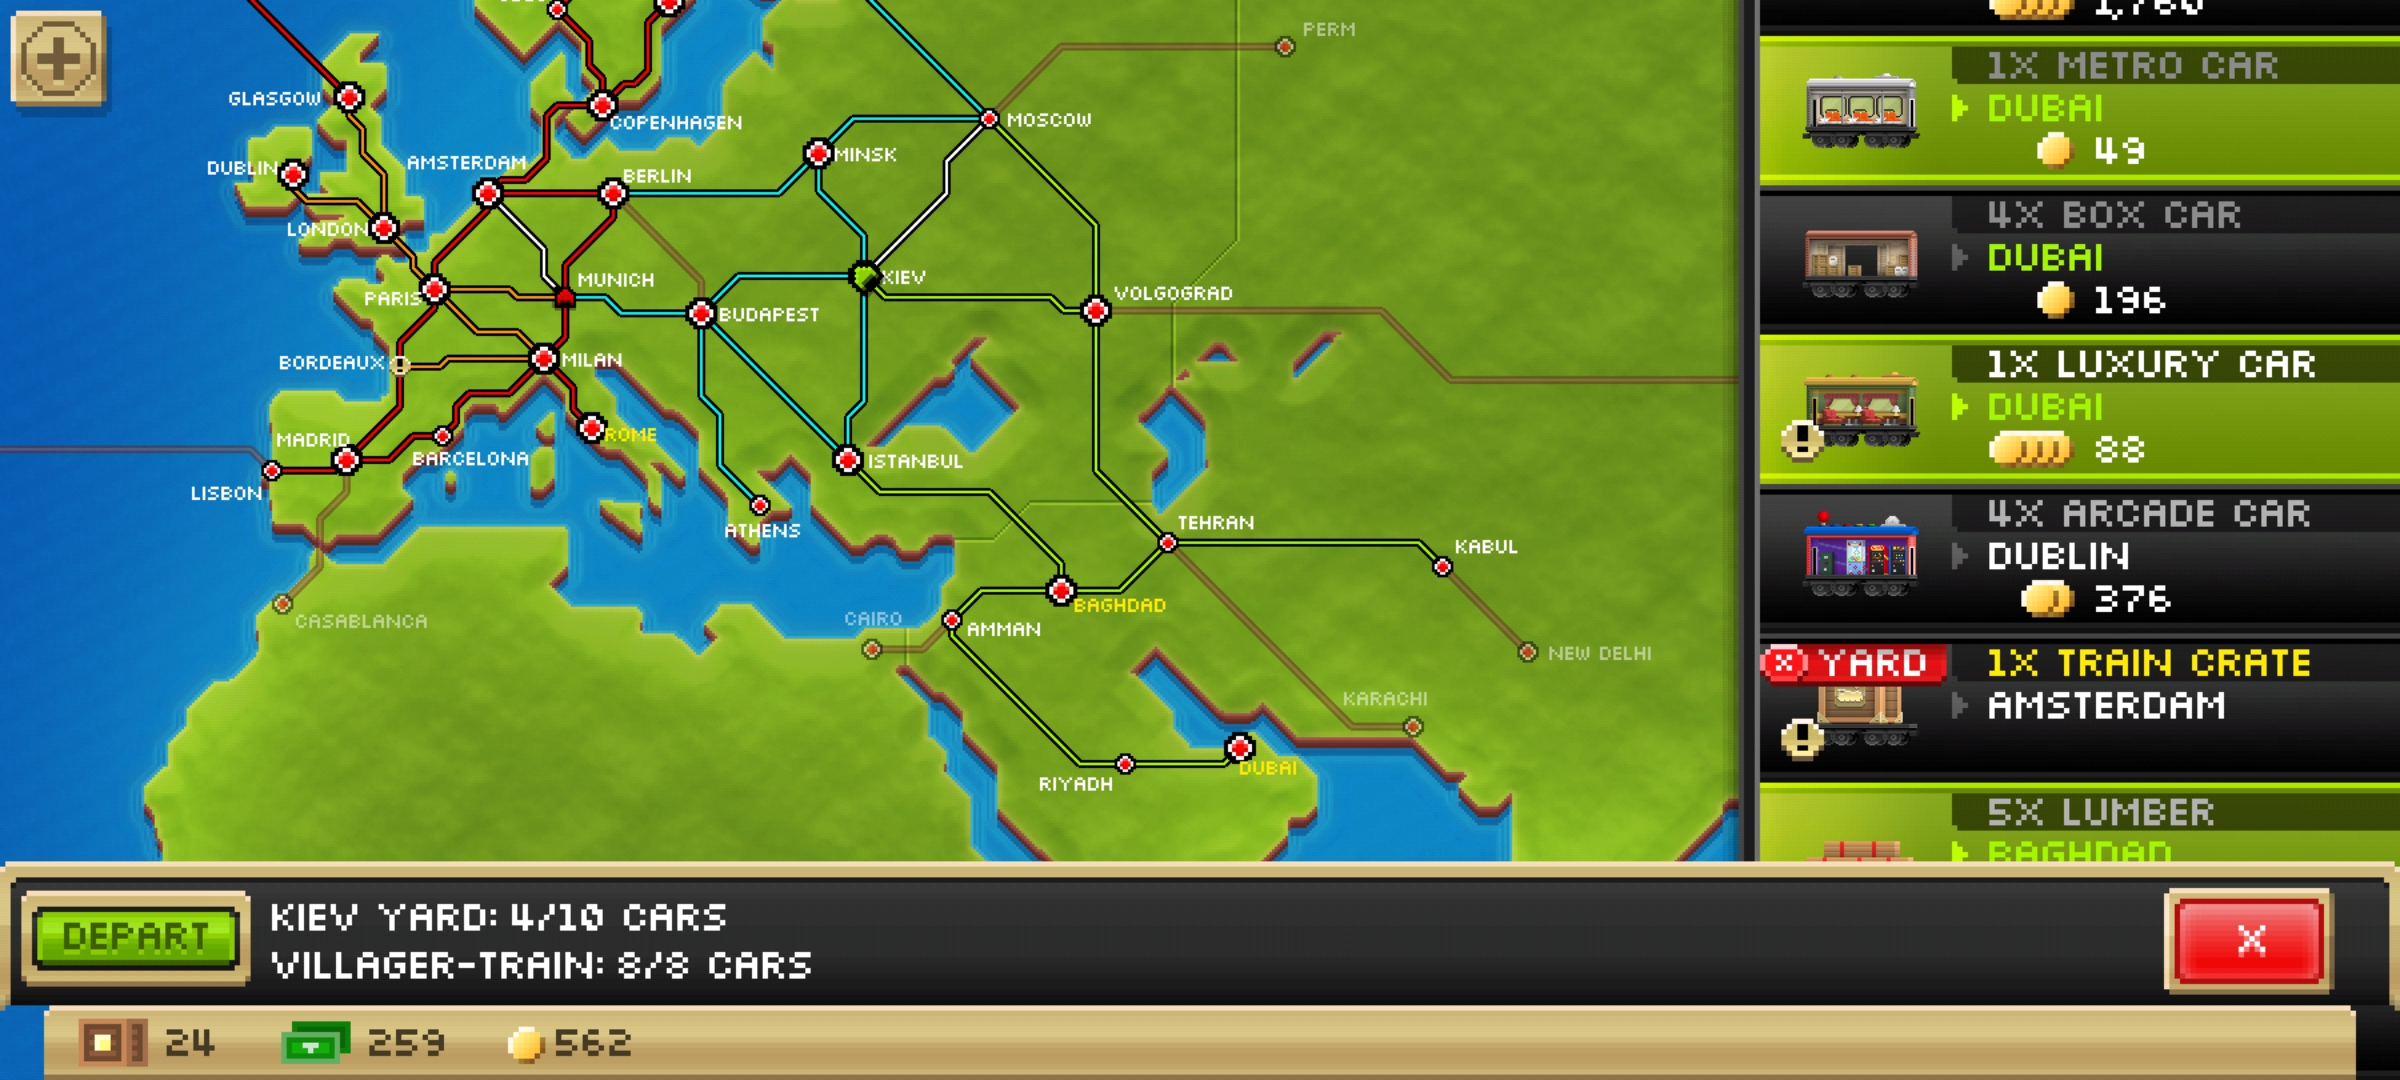 PERM
GLASGOW
COPENHAGEN
MOSCOW
MINSK
DUBLIN
AMSTERDAM
BERLIN
LONDON
MUNICH
KIEV
PARIS
BUDAPEST
VOLGOGRAD
BORDEAUX
MILAN
MADRID
ROME
BARCELONA
ISTANBUL
LISBON
ATHENS
TEHRAN
KABUL
CASABLANCA
CAIRO
BAGHDAD
AMMAN
NEW DELHI
KARACHI
RIYADH
DUBAI
1,760
1X METRO CAR
DUBAI
49
4X BOX CAR
DUBAI
196
1X LUXURY CAR
DUBAI
88
4X ARCADE CAR
DUBLIN
376
X YARD
1X TRAIN CRATE
AMSTERDAM
5X LUMBER
BAGHDAD
DEPART
KIEV YARD: 4/10 CARS
VILLAGER-TRAIN: 8/8 CARS
X
24 259 562